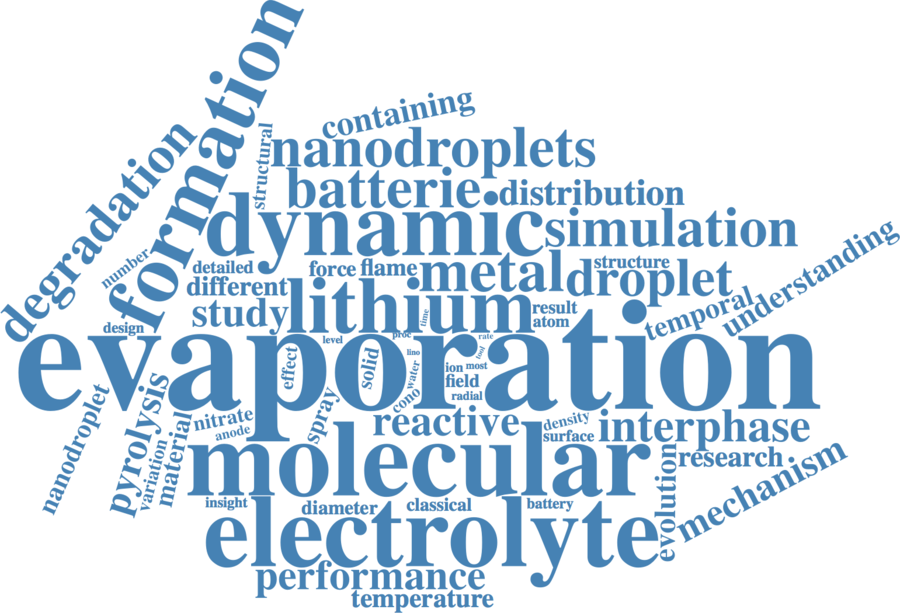 formation
containing
degradation
structural
nanodroplets
batterie
distribution
dynamic
simulation
number
understanding
detailed
force
flame
metal
droplet
structure
different
lithium
study
temporal
result
atom
time
design
evaporation
level
proc
rate
lino
tool
effect
solid
water
ion
most
field
radial
cono
nanodroplet
pyrolysis
nitrate
anode
spray
reactive
density
surface
interphase
variation
material
molecular
evolution
research
mechanism
insight
diameter
classical
battery
electrolyte
performance
temperature